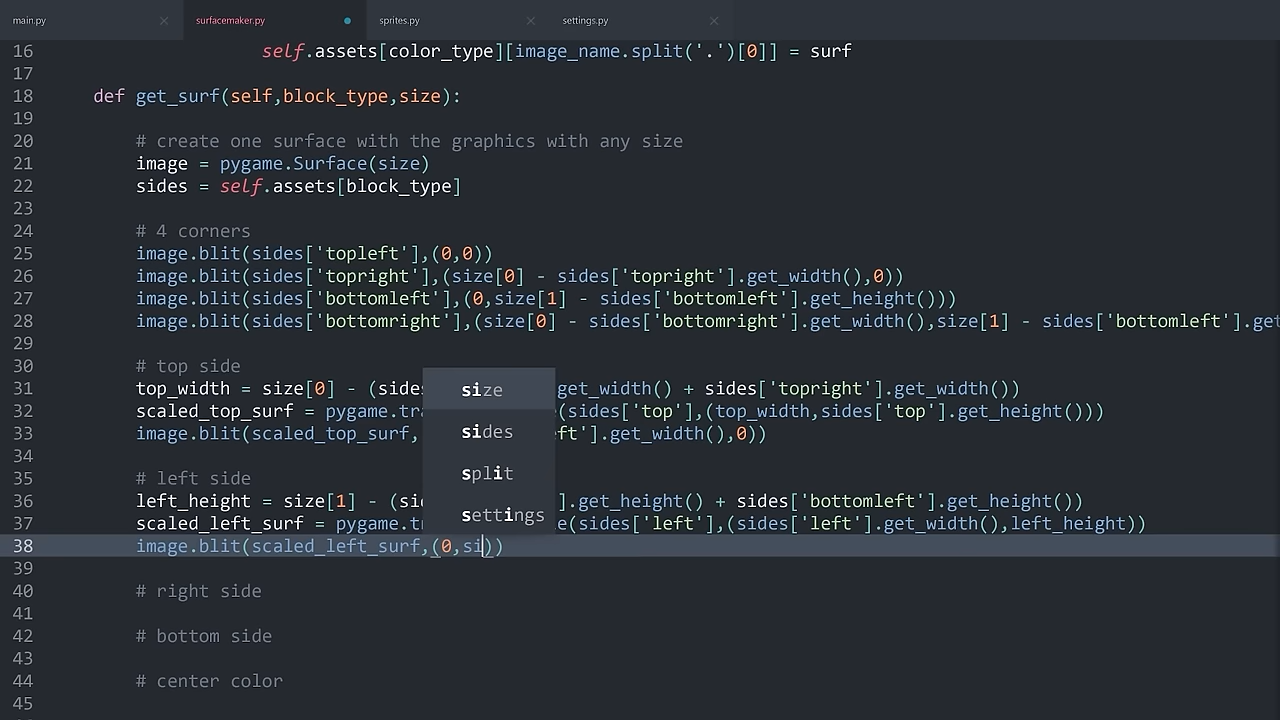 main.py
surfacemaker.py
sprites.py
settings.py
16 self.assets[color_type][image_name.split('.')[0]] = surf
17
18 def get_surf(self,block_type,size):
19
20 # create one surface with the graphics with any size
21 image = pygame.Surface(size)
22 sides = self.assets[block_type]
23
24 # 4 corners
25 image.blit(sides['topleft'],(0,0))
26 image.blit(sides['topright'],(size[0] - sides['topright'].get_width(),0))
27 image.blit(sides['bottomleft'],(0,size[1] - sides['bottomleft'].get_height()))
28 image.blit(sides['bottomright'],(size[0] - sides['bottomright'].get_width(),size[1] - sides['bottomleft'].get
29
30 # top side
31 top_width = size[0] - (sides get_width() + sides['topright'].get_width())
32 scaled_top_surf = pygame.tra (sides['top'],(top_width,sides['top'].get_height()))
33 image.blit(scaled_top_surf, ft'].get_width(),0))
34
35 # left side
36 left_height = size[1] - (sid ].get_height() + sides['bottomleft'].get_height())
37 scaled_left_surf = pygame.tr e(sides['left'],(sides['left'].get_width(),left_height))
38 image.blit(scaled_left_surf,(0,si))
size
sides
split
settings
39
40 # right side
41
42 # bottom side
43
44 # center color
45